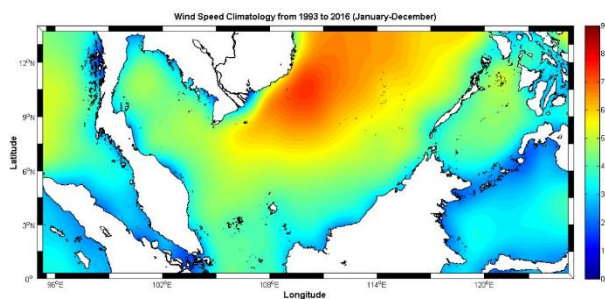 Wind Speed Climatology from 1993 to 2016 (January-December)
12°N
9°N
6°N
3°N
0°
Latitude
96°E
102°E
108°E
114°E
120°E
Longitude
9
8
7
6
5
4
3
2
1
0